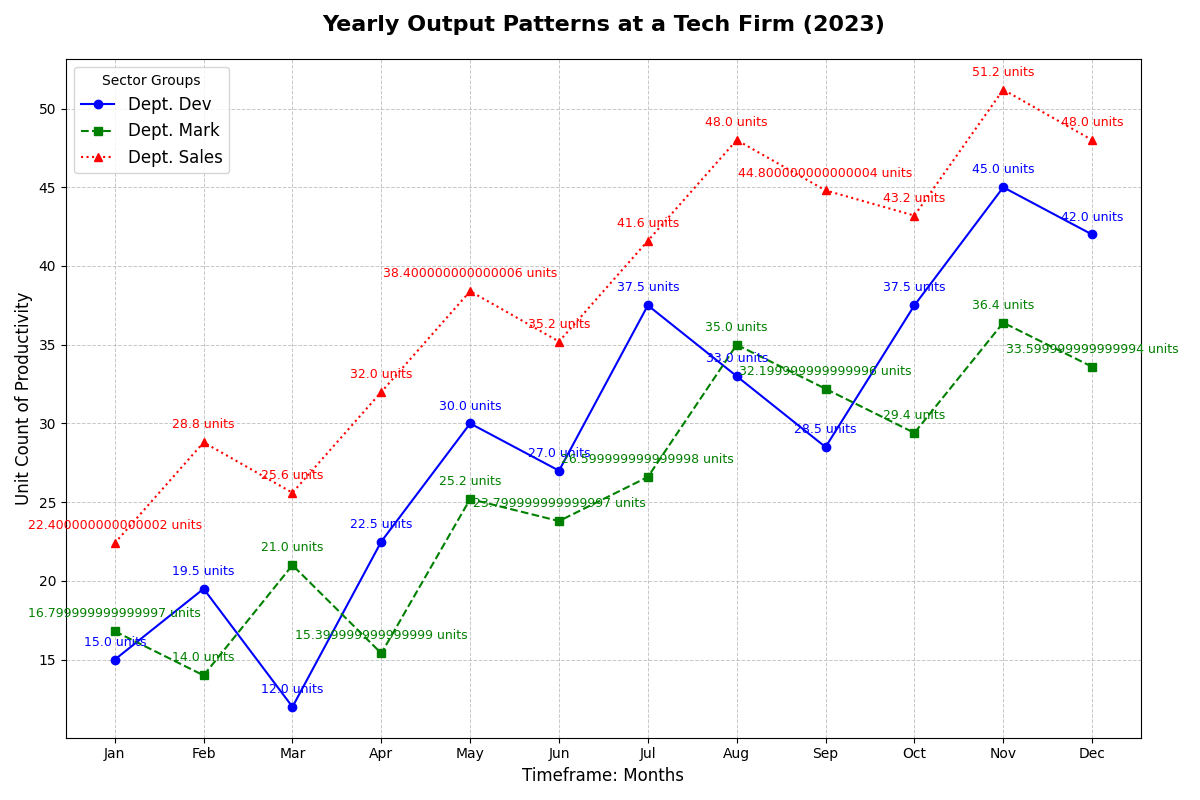 Yearly Output Patterns at a Tech Firm (2023)
Sector Groups
Dept. Dev
Dept. Mark
Dept. Sales
Unit Count of Productivity
50
45
40
35
30
25
20
15
51.2 units
48.0 units
48.0 units
44.800000000000004 units
43.2 units
41.6 units
38.400000000000006 units
35.2 units
32.0 units
28.8 units
25.6 units
22.400000000000002 units
45.0 units
42.0 units
37.5 units
37.5 units
33.0 units
30.0 units
28.5 units
27.0 units
22.5 units
19.5 units
15.0 units
12.0 units
36.4 units
35.0 units
33.599999999999994 units
32.199999999999996 units
29.4 units
26.599999999999998 units
25.2 units
23.799999999999997 units
21.0 units
16.799999999999997 units
15.399999999999999 units
14.0 units
Jan Feb Mar Apr May Jun Jul Aug Sep Oct Nov Dec
Timeframe: Months